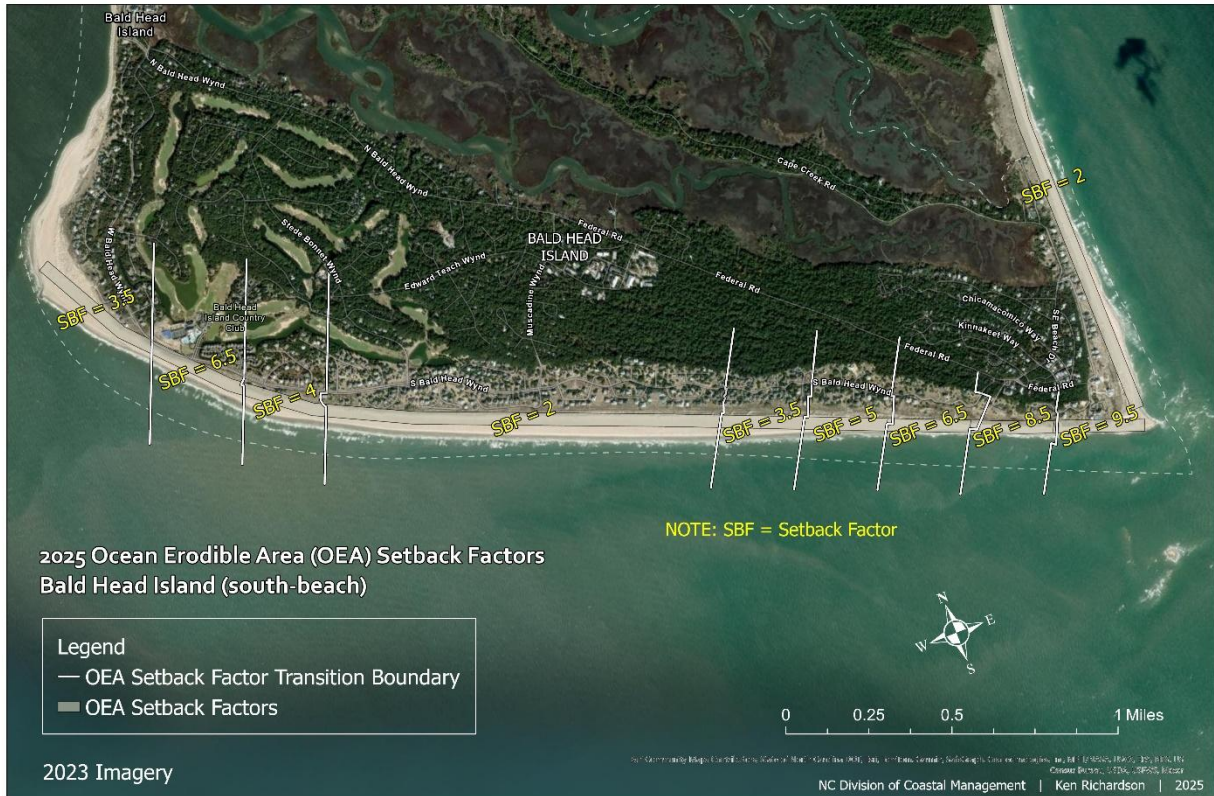 Bald Head
Island
N Bald Head Wynd
N Bald Head Wynd
Cape Creek Rd
SBF = 2
Federal Rd
BALD HEAD
ISLAND
Stede Bonnet Wynd
Edward Teach Wynd
Muscadine Wynd
Federal Rd
W Bald Head Wynd
Bald Head
Island Country
Club
Chicamacomico Way
Kinnakeet Way
SE Beach Dr
Federal Rd
Federal Rd
S Bald Head Wynd
S Bald Head Wynd
SBF = 3.5
SBF = 6.5
SBF = 4
SBF = 2
SBF = 3.5
SBF = 5
SBF = 6.5
SBF = 8.5
SBF = 9.5
NOTE: SBF = Setback Factor
2025 Ocean Erodible Area (OEA) Setback Factors
Bald Head Island (south-beach)
Legend
OEA Setback Factor Transition Boundary
OEA Setback Factors
2023 Imagery
N
E
W
S
0 0.25 0.5 1 Miles
NC Division of Coastal Management | Ken Richardson | 2025